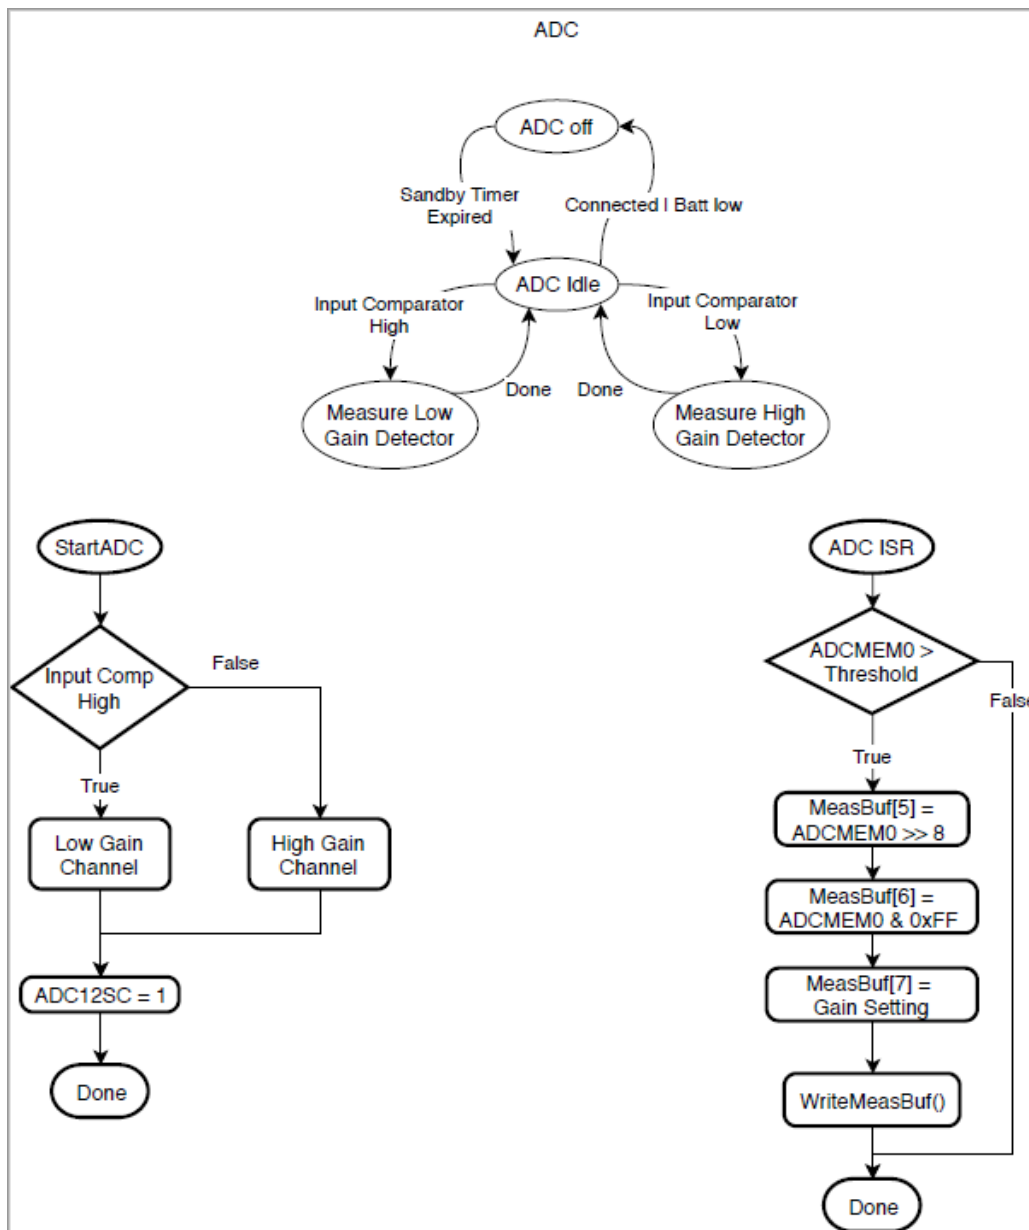 ADC
ADC off
Sandby Timer
Expired
Connected | Batt low
ADC Idle
Input Comparator
High
Input Comparator
Low
Done
Done
Measure Low
Gain Detector
Measure High
Gain Detector
StartADC
Input Comp
High
False
True
Low Gain
Channel
High Gain
Channel
ADC12SC = 1
Done
ADC ISR
ADCMEM0 >
Threshold
False
True
MeasBuf[5] =
ADCMEM0 >> 8
MeasBuf[6] =
ADCMEM0 & 0xFF
MeasBuf[7] =
Gain Setting
WriteMeasBuf()
Done